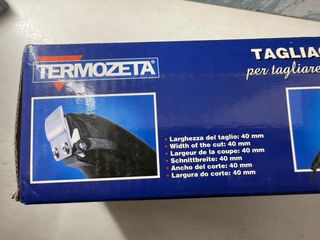 TERMOZETA®
TAGLIAC
per tagliare
• Larghezza del taglio: 40 mm
• Width of the cut: 40 mm
• Largeur de la coupe: 40 mm
• Schnittbreite: 40 mm
• Ancho del corte: 40 mm
• Largura do corte: 40 mm